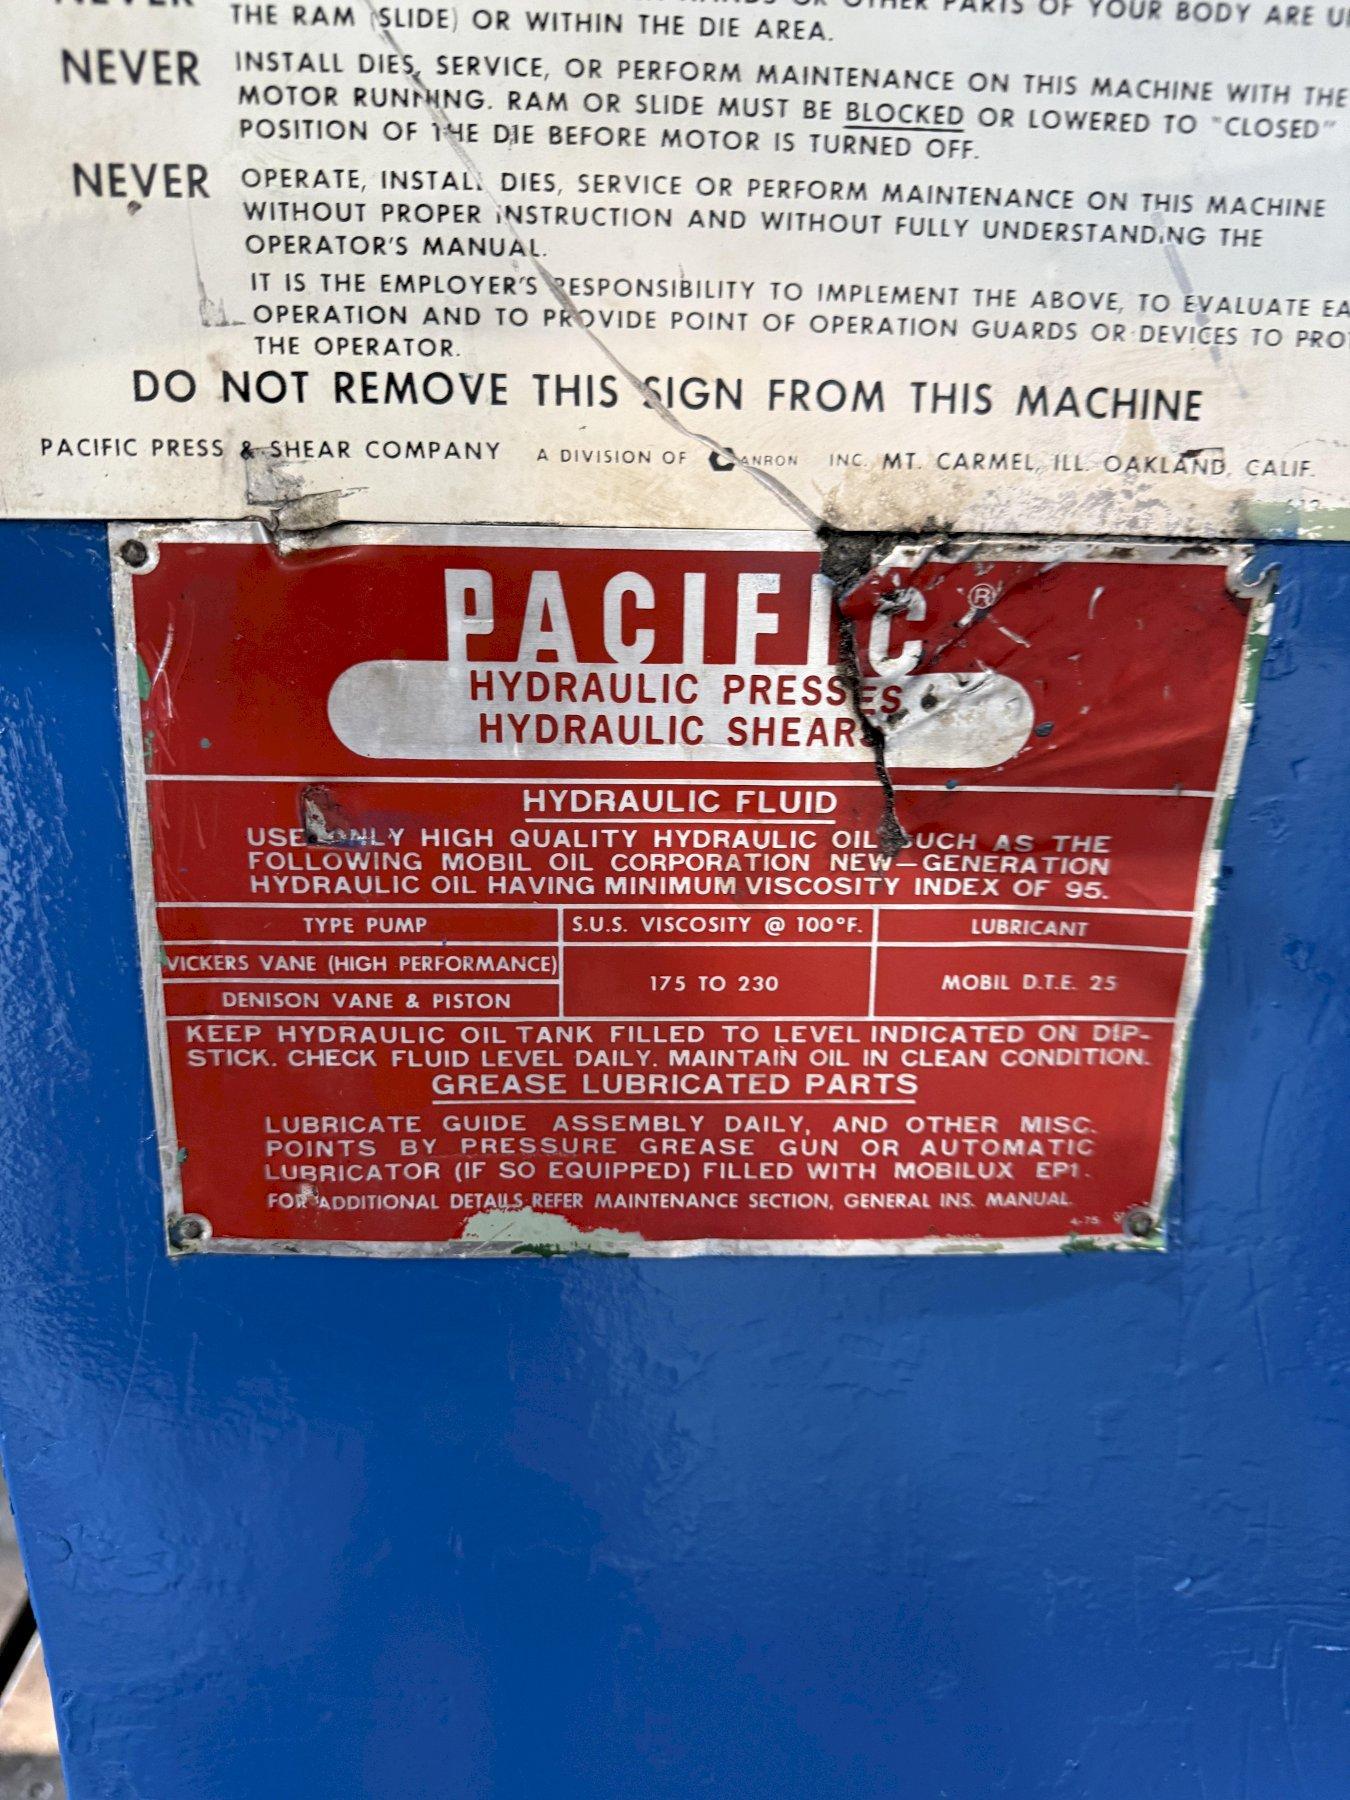 OTHER PARTS OF YOUR BODY ARE
THE RAM (SLIDE) OR WITHIN THE DIE AREA.
NEVER INSTALL DIES, SERVICE, OR PERFORM MAINTENANCE ON THIS MACHINE WITH THE
MOTOR RUNNING. RAM OR SLIDE MUST BE BLOCKED OR LOWERED TO "CLOSED"
POSITION OF THE DIE BEFORE MOTOR IS TURNED OFF.
NEVER OPERATE, INSTALL DIES, SERVICE OR PERFORM MAINTENANCE ON THIS MACHINE
WITHOUT PROPER INSTRUCTION AND WITHOUT FULLY UNDERSTANDING THE
OPERATOR'S MANUAL.
IT IS THE EMPLOYER'S RESPONSIBILITY TO IMPLEMENT THE ABOVE, TO EVALUATE
OPERATION AND TO PROVIDE POINT OF OPERATION GUARDS OR DEVICES TO
THE OPERATOR.
DO NOT REMOVE THIS SIGN FROM THIS MACHINE
PACIFIC PRESS & SHEAR COMPANY A DIVISION OF CANRON INC. MT. CARMEL, ILL. OAKLAND, CALIF.
PACIFIC ®
HYDRAULIC PRESSES
HYDRAULIC SHEARS
HYDRAULIC FLUID
USE ONLY HIGH QUALITY HYDRAULIC OIL SUCH AS THE
FOLLOWING MOBIL OIL CORPORATION NEW-GENERATION
HYDRAULIC OIL HAVING MINIMUM VISCOSITY INDEX OF 95.
TYPE PUMP S.U.S. VISCOSITY @ 100°F. LUBRICANT
VICKERS VANE (HIGH PERFORMANCE)
175 TO 230 MOBIL D.T.E. 25
DENISON VANE & PISTON
KEEP HYDRAULIC OIL TANK FILLED TO LEVEL INDICATED ON DIP-
STICK. CHECK FLUID LEVEL DAILY. MAINTAIN OIL IN CLEAN CONDITION.
GREASE LUBRICATED PARTS
LUBRICATE GUIDE ASSEMBLY DAILY, AND OTHER MISC.
POINTS BY PRESSURE GREASE GUN OR AUTOMATIC
LUBRICATOR (IF SO EQUIPPED) FILLED WITH MOBILUX EP1.
FOR ADDITIONAL DETAILS REFER MAINTENANCE SECTION, GENERAL INS. MANUAL.
4-75